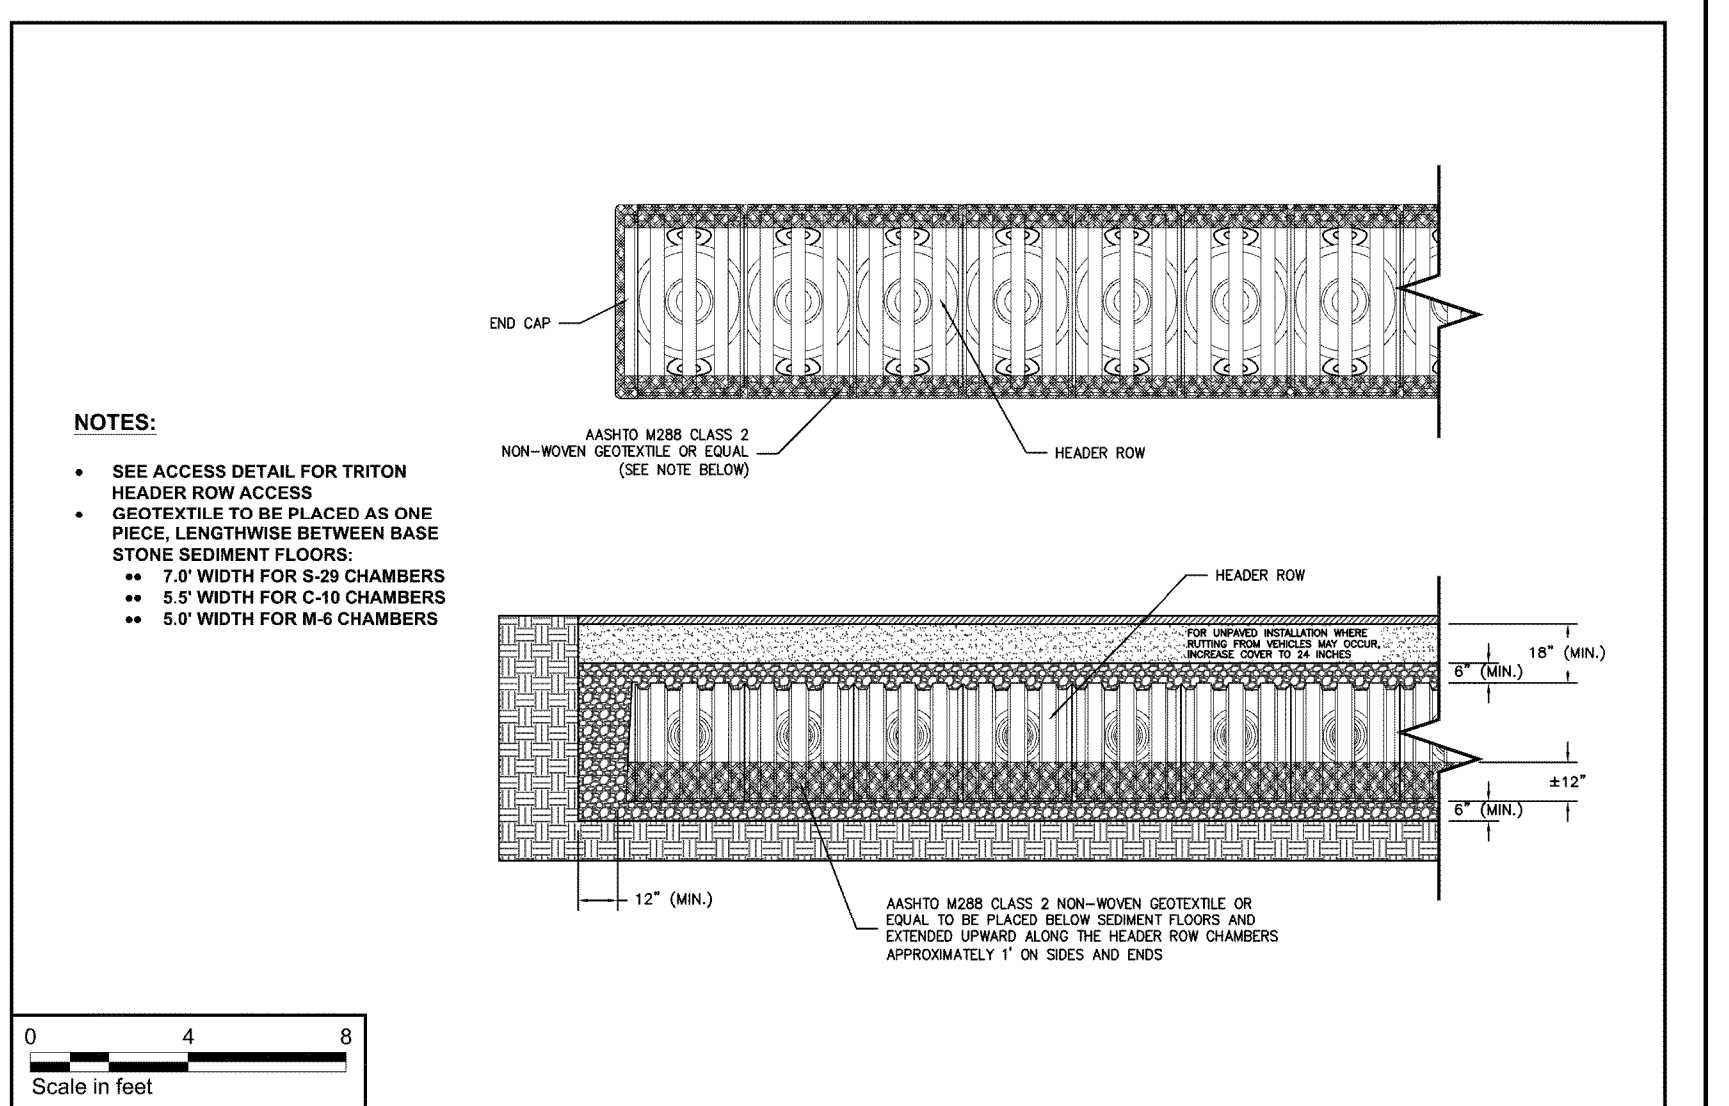 END CAP
AASHTO M288 CLASS 2
NON-WOVEN GEOTEXTILE OR EQUAL
(SEE NOTE BELOW)
HEADER ROW
NOTES:
• SEE ACCESS DETAIL FOR TRITON
HEADER ROW ACCESS
• GEOTEXTILE TO BE PLACED AS ONE
PIECE, LENGTHWISE BETWEEN BASE
STONE SEDIMENT FLOORS:
•• 7.0' WIDTH FOR S-29 CHAMBERS
•• 5.5' WIDTH FOR C-10 CHAMBERS
•• 5.0' WIDTH FOR M-6 CHAMBERS
HEADER ROW
FOR UNPAVED INSTALLATION WHERE
RUTTING FROM VEHICLES MAY OCCUR,
INCREASE COVER TO 24 INCHES
18" (MIN.)
6" (MIN.)
±12"
6" (MIN.)
12" (MIN.)
AASHTO M288 CLASS 2 NON-WOVEN GEOTEXTILE OR
EQUAL TO BE PLACED BELOW SEDIMENT FLOORS AND
EXTENDED UPWARD ALONG THE HEADER ROW CHAMBERS
APPROXIMATELY 1' ON SIDES AND ENDS
0 4 8
Scale in feet